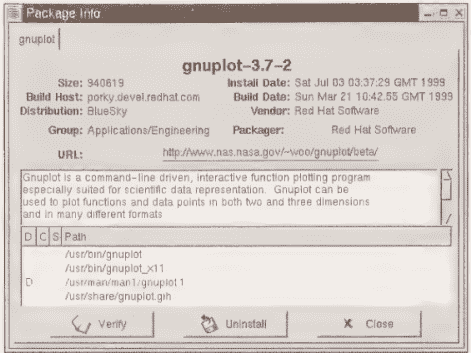 Package Info
gnuplot
gnuplot-3.7-2
Size: 940819 Install Date: Sat Jul 03 03:37:29 GMT 1999
Build Host: porky.devel.redhat.com Build Date: Sun Mar 21 10:42:55 GMT 1999
Distribution: BlueSky Vendor: Red Hat Software
Group: Applications/Engineering Packager: Red Hat Software
URL: http://www.nas.nasa.gov/~woo/gnuplot/beta/
Gnuplot is a command-line driven, interactive function plotting program
especially suited for scientific data representation. Gnuplot can be
used to plot functions and data points in both two and three dimensions
and in many different formats
D C S Path
/usr/bin/gnuplot
/usr/bin/gnuplot_x11
D /usr/man/man1/gnuplot.1
/usr/share/gnuplot.gih
Verify Uninstall Close